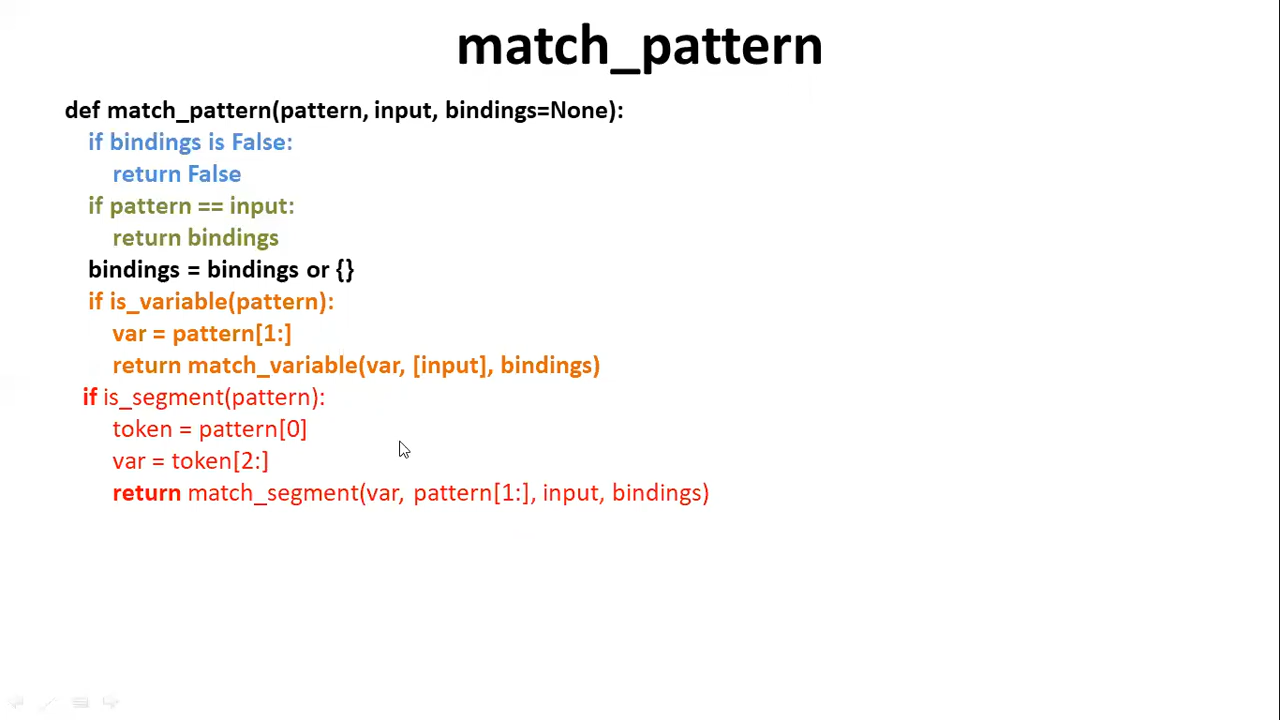 match_pattern
def match_pattern(pattern, input, bindings=None):
if bindings is False:
return False
if pattern == input:
return bindings
bindings = bindings or {}
if is_variable(pattern):
var = pattern[1:]
return match_variable(var, [input], bindings)
if is_segment(pattern):
token = pattern[0]
var = token[2:]
return match_segment(var, pattern[1:], input, bindings)